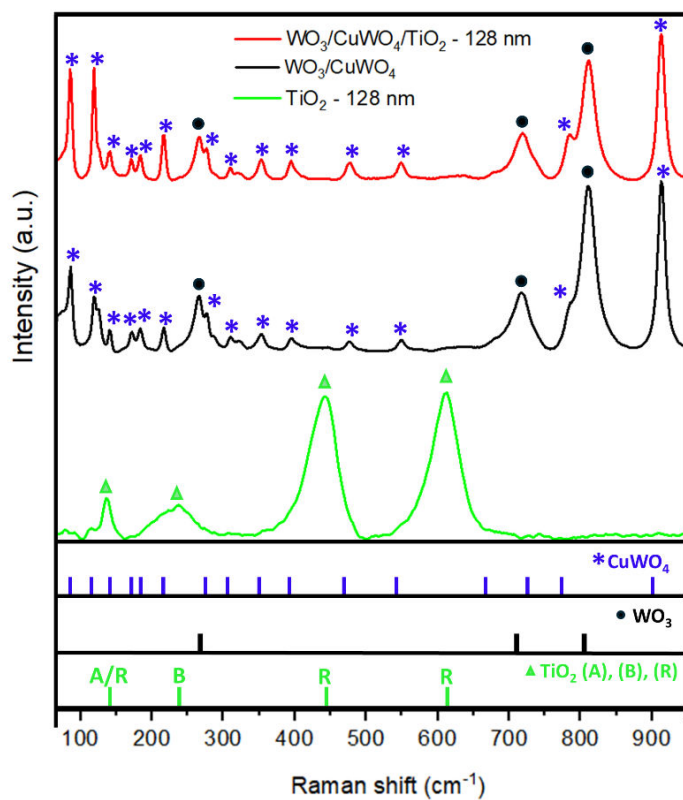 WO₃/CuWO₄/TiO₂ - 128 nm
WO₃/CuWO₄
TiO₂ - 128 nm
Intensity (a.u.)
*CuWO₄
● WO₃
A/R B R R ▲TiO₂ (A), (B), (R)
100 200 300 400 500 600 700 800 900
Raman shift (cm⁻¹)